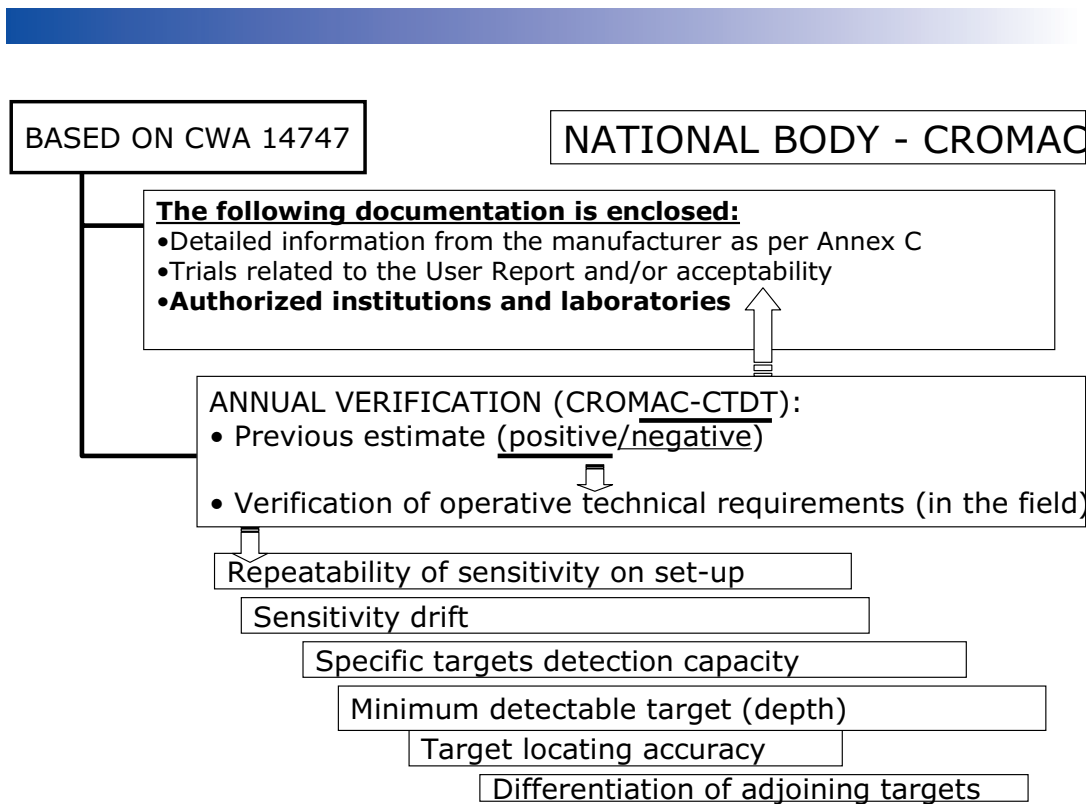 BASED ON CWA 14747
NATIONAL BODY - CROMAC
The following documentation is enclosed:
•Detailed information from the manufacturer as per Annex C
•Trials related to the User Report and/or acceptability
•Authorized institutions and laboratories
ANNUAL VERIFICATION (CROMAC-CTDT):
• Previous estimate (positive/negative)
• Verification of operative technical requirements (in the field)
Repeatability of sensitivity on set-up
Sensitivity drift
Specific targets detection capacity
Minimum detectable target (depth)
Target locating accuracy
Differentiation of adjoining targets